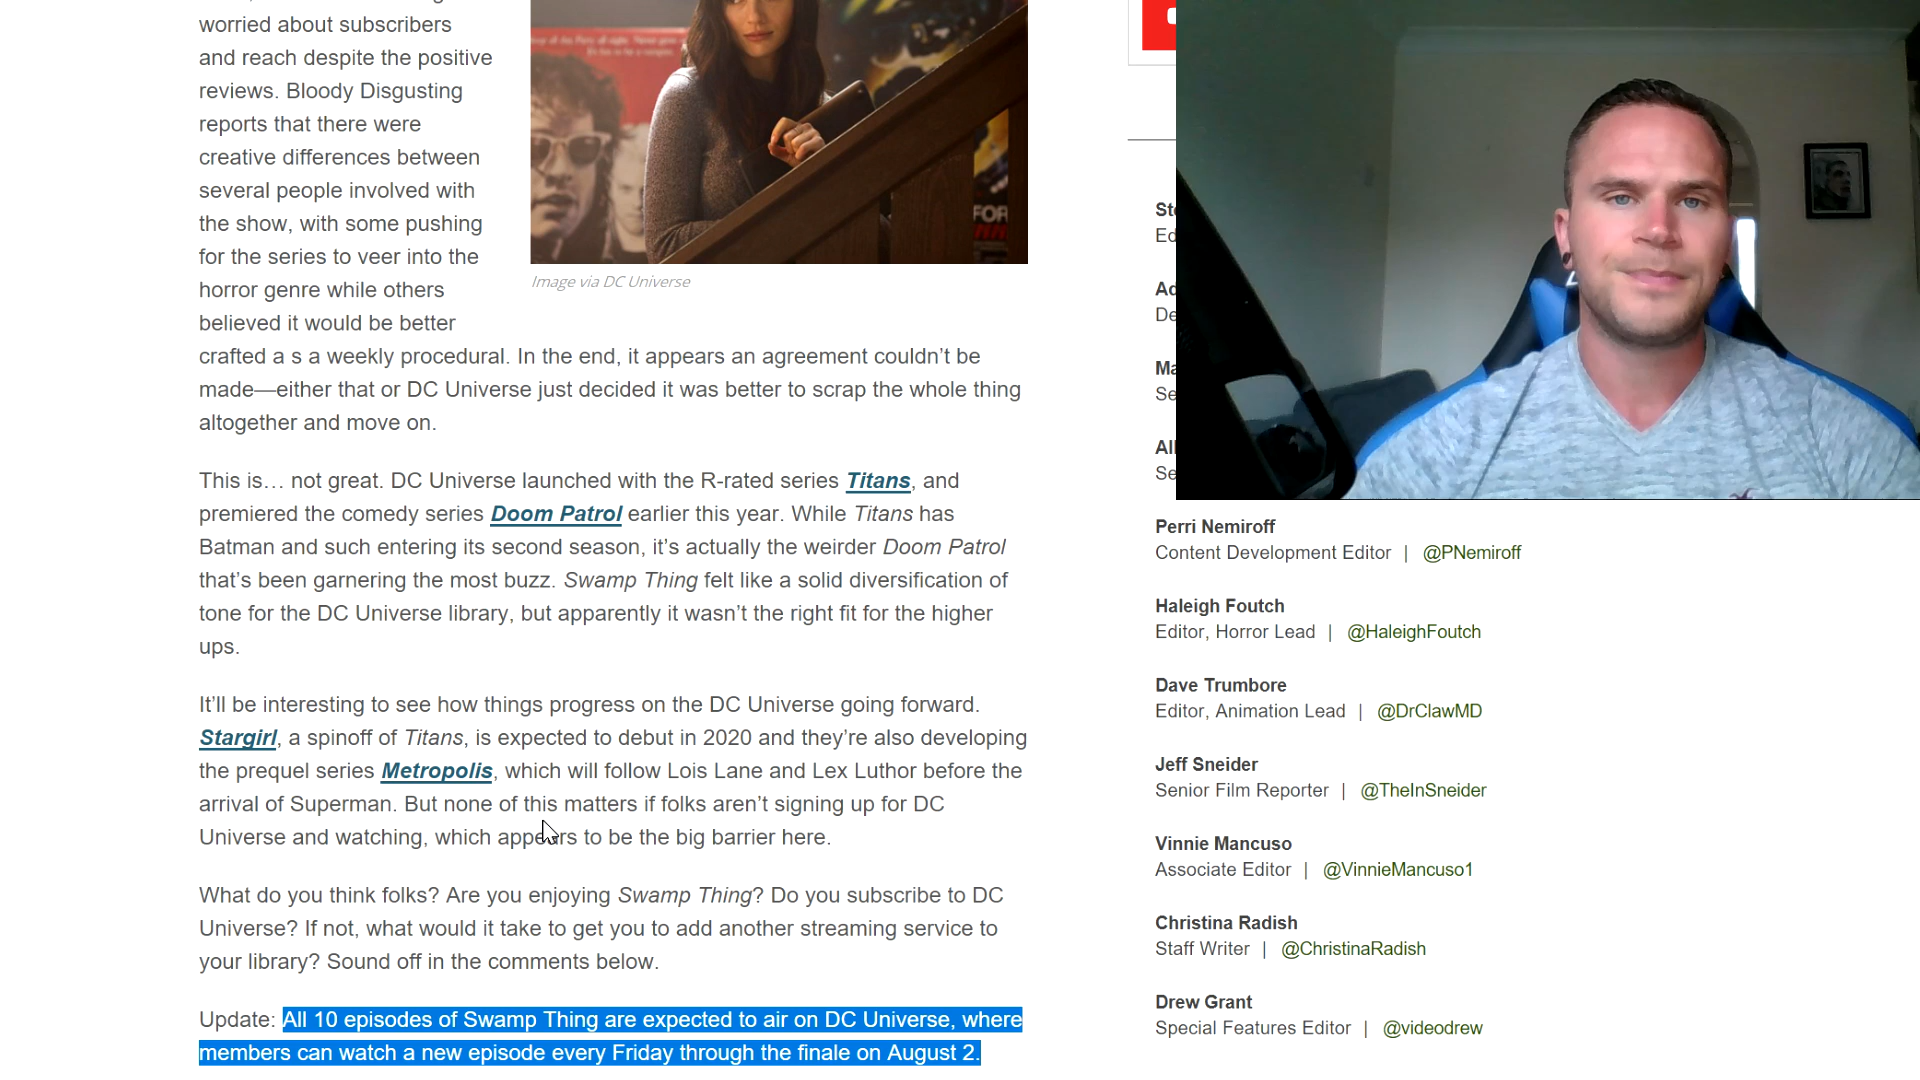 worried about subscribers
and reach despite the positive
reviews. Bloody Disgusting
reports that there were
creative differences between
several people involved with
the show, with some pushing
for the series to veer into the
horror genre while others
believed it would be better
crafted a s a weekly procedural. In the end, it appears an agreement couldn't be
made—either that or DC Universe just decided it was better to scrap the whole thing
altogether and move on.
Image via DC Universe
This is… not great. DC Universe launched with the R-rated series Titans, and
premiered the comedy series Doom Patrol earlier this year. While Titans has
Batman and such entering its second season, it's actually the weirder Doom Patrol
that's been garnering the most buzz. Swamp Thing felt like a solid diversification of
tone for the DC Universe library, but apparently it wasn't the right fit for the higher
ups.
It'll be interesting to see how things progress on the DC Universe going forward.
Stargirl, a spinoff of Titans, is expected to debut in 2020 and they're also developing
the prequel series Metropolis, which will follow Lois Lane and Lex Luthor before the
arrival of Superman. But none of this matters if folks aren't signing up for DC
Universe and watching, which appears to be the big barrier here.
What do you think folks? Are you enjoying Swamp Thing? Do you subscribe to DC
Universe? If not, what would it take to get you to add another streaming service to
your library? Sound off in the comments below.
Update: All 10 episodes of Swamp Thing are expected to air on DC Universe, where
members can watch a new episode every Friday through the finale on August 2.
Perri Nemiroff
Content Development Editor | @PNemiroff
Haleigh Foutch
Editor, Horror Lead | @HaleighFoutch
Dave Trumbore
Editor, Animation Lead | @DrClawMD
Jeff Sneider
Senior Film Reporter | @TheInSneider
Vinnie Mancuso
Associate Editor | @VinnieMancuso1
Christina Radish
Staff Writer | @ChristinaRadish
Drew Grant
Special Features Editor | @videodrew